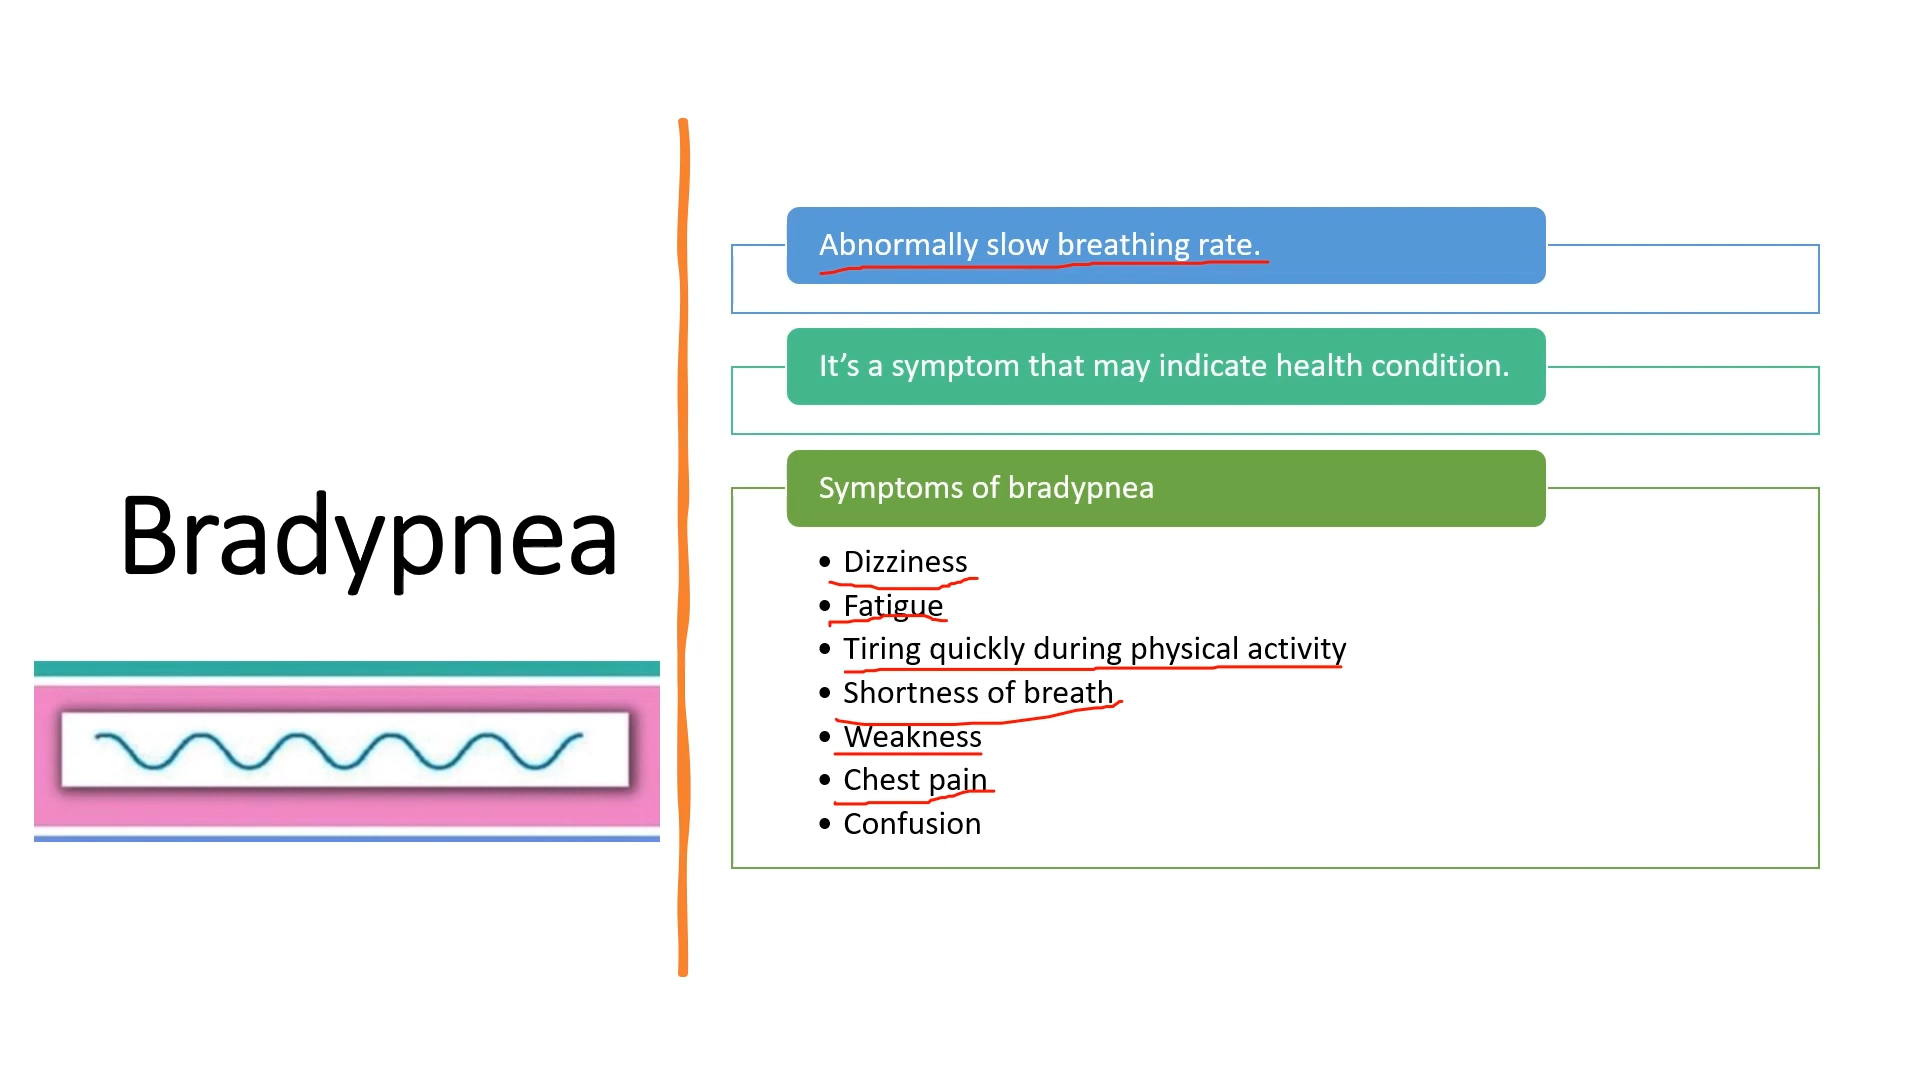 Bradypnea
Abnormally slow breathing rate.
It’s a symptom that may indicate health condition.
Symptoms of bradypnea
• Dizziness
• Fatigue
• Tiring quickly during physical activity
• Shortness of breath
• Weakness
• Chest pain
• Confusion